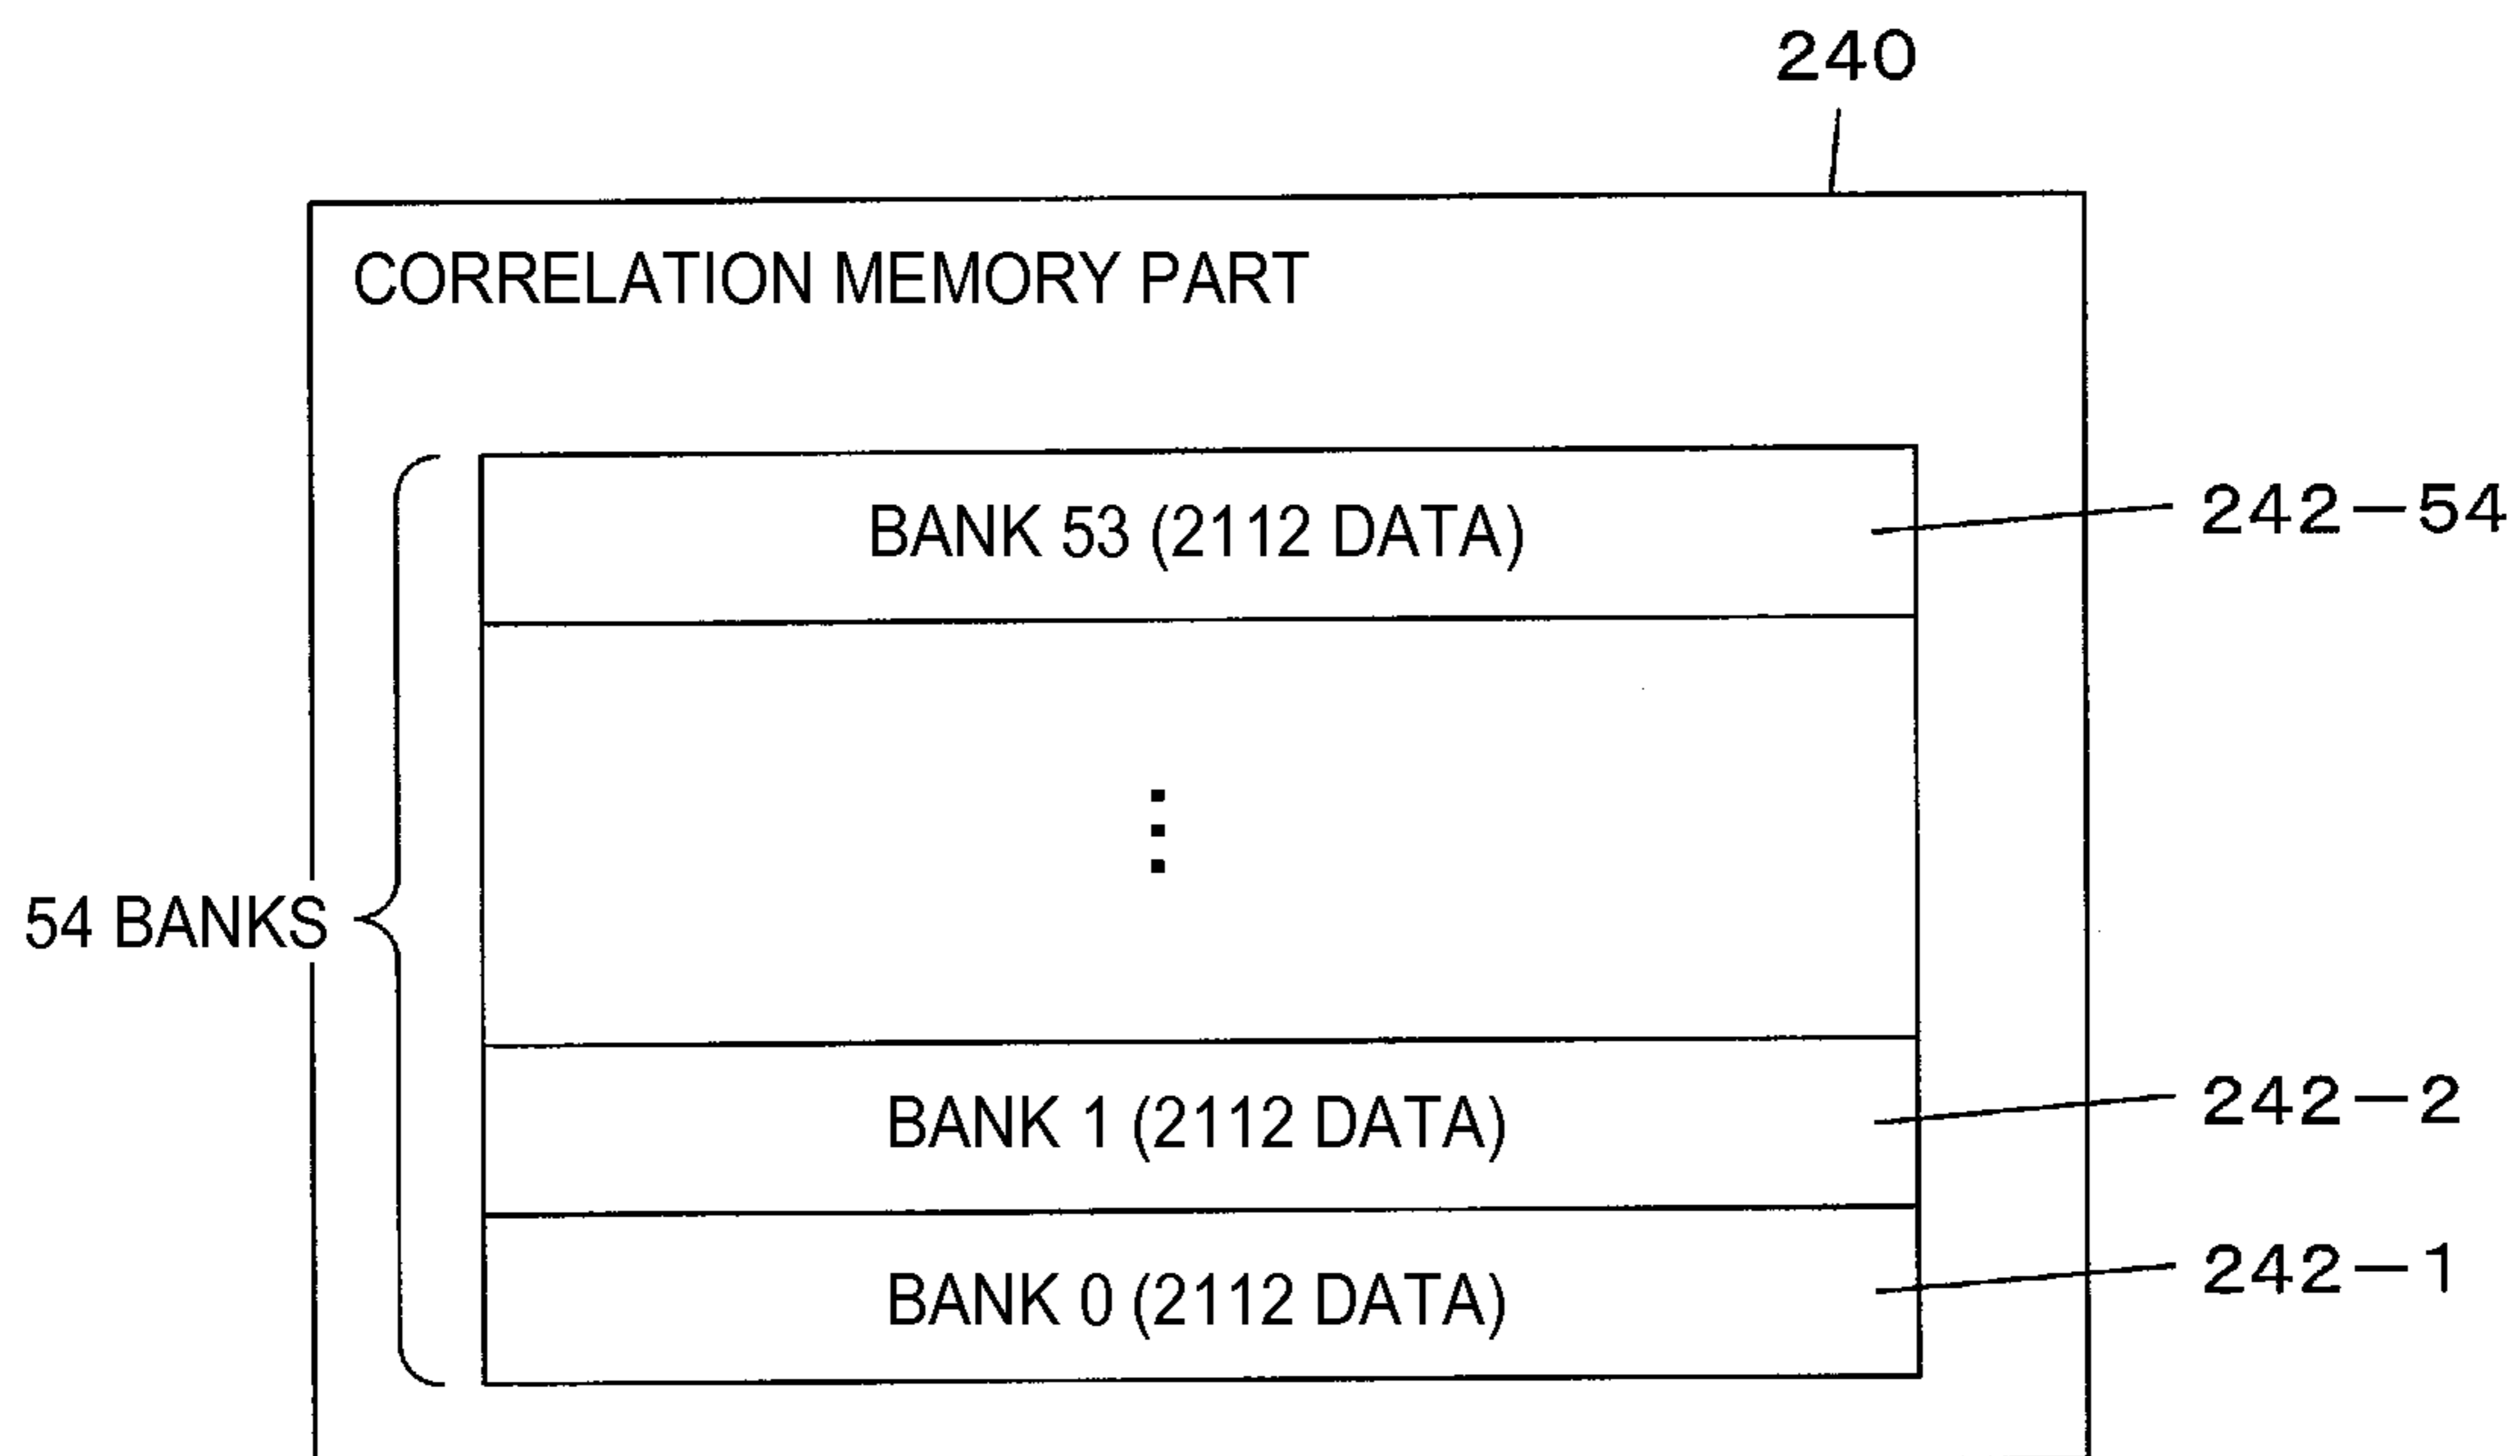 240
CORRELATION MEMORY PART
BANK 53 (2112 DATA)
242-54
54 BANKS
BANK 1 (2112 DATA)
242-2
BANK 0 (2112 DATA)
242-1